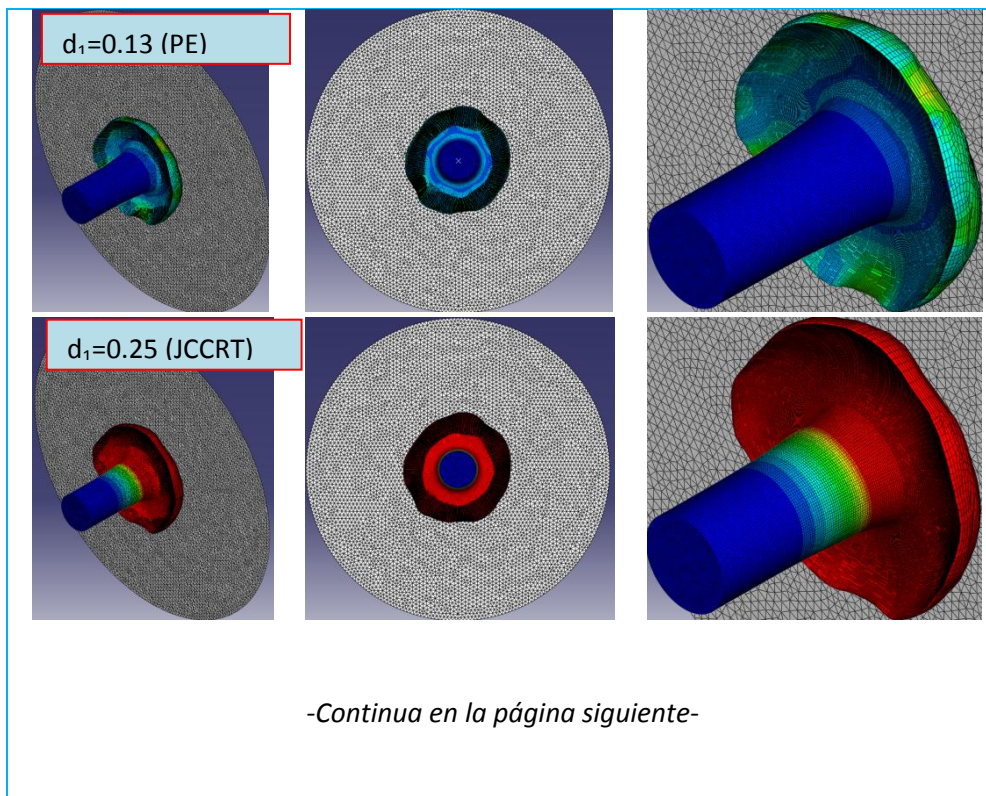 d₁=0.13 (PE)
d₁=0.25 (JCCRT)
-Continua en la página siguiente-